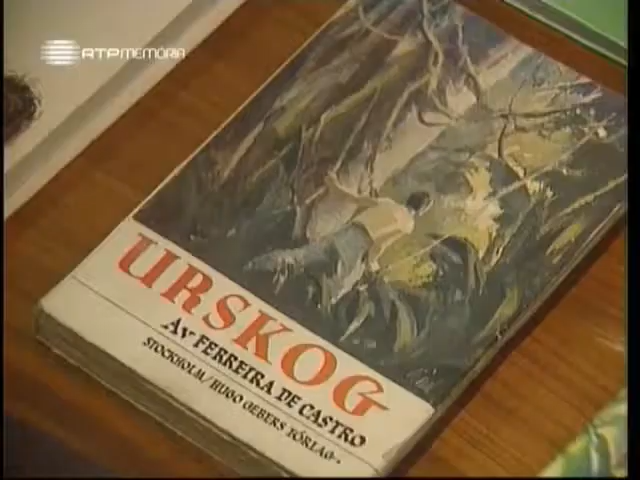 RTP MEMÓRIA
URSKOG
AV FERREIRA DE CASTRO
STOCKHOLM/HUGO GEBERS FÖRLAG